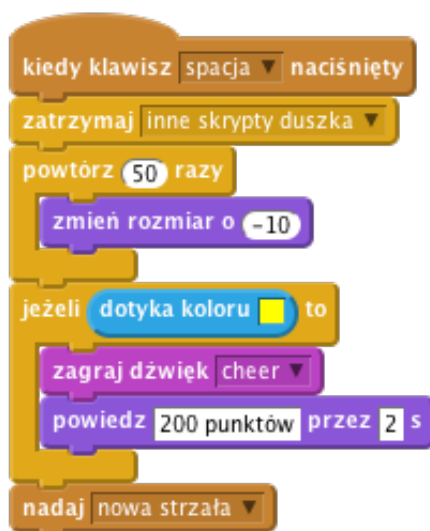 kiedy klawisz spacja naciśnięty
zatrzymaj inne skrypty duszka
powtórz 50 razy
zmień rozmiar o -10
jeżeli dotyka koloru to
zagraj dźwięk cheer
powiedz 200 punktów przez 2 s
nadaj nowa strzała